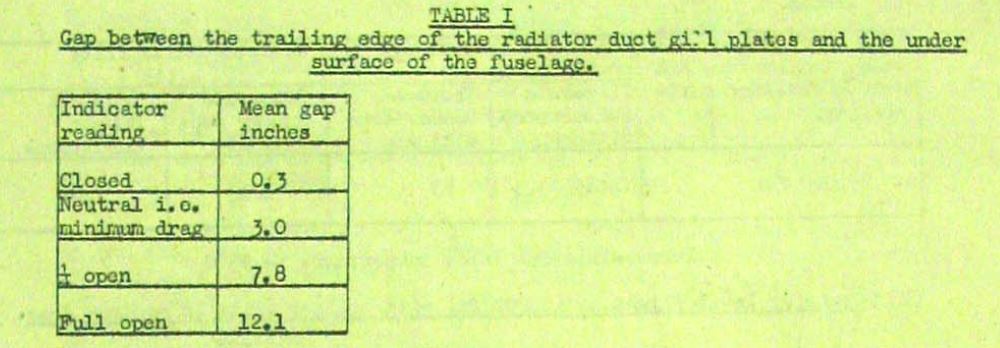 TABLE I
Gap between the trailing edge of the radiator duct gill plates and the under
surface of the fuselage.
Indicator reading Mean gap inches
Closed 0.3
Neutral i.e. minimum drag 3.0
¼ open 7.8
Full open 12.1